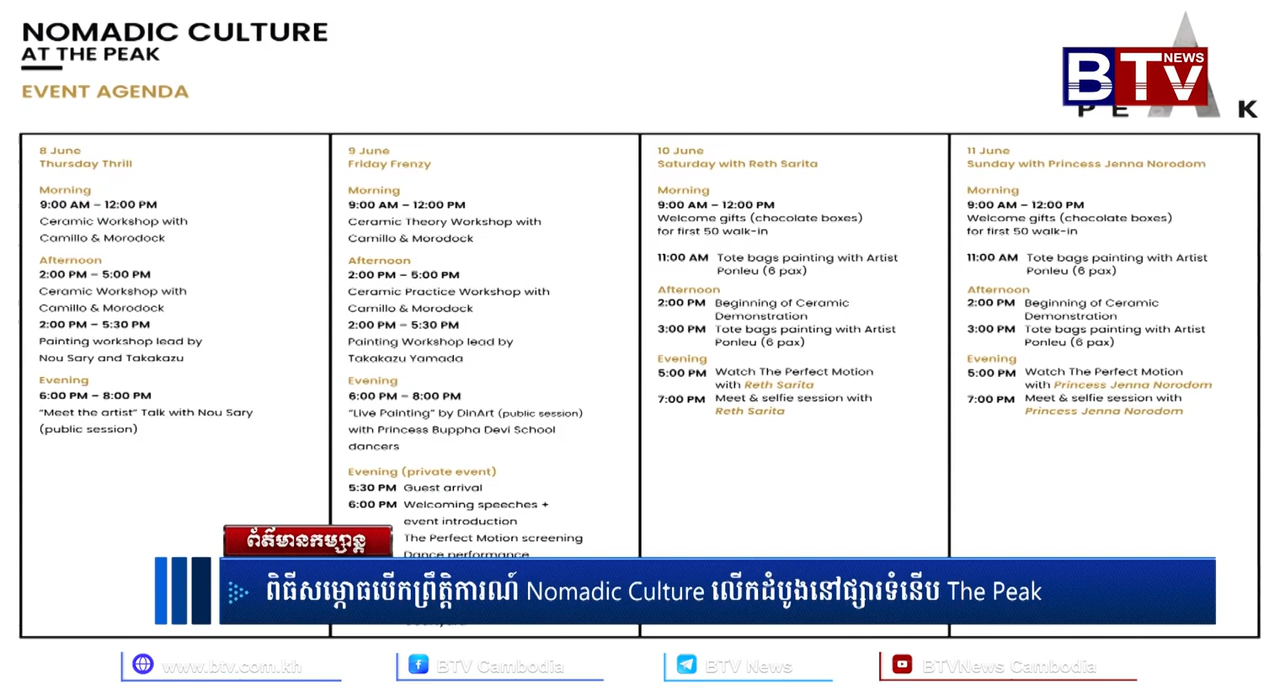 NOMADIC CULTURE
AT THE PEAK
EVENT AGENDA
BTV NEWS
PE K
8 June
Thursday Thrill
Morning
9:00 AM – 12:00 PM
Ceramic Workshop with
Camillo & Morodock
Afternoon
2:00 PM – 5:00 PM
Ceramic Workshop with
Camillo & Morodock
2:00 PM – 5:30 PM
Painting workshop lead by
Nou Sary and Takakazu
Evening
6:00 PM – 8:00 PM
“Meet the artist” Talk with Nou Sary
(public session)
9 June
Friday Frenzy
Morning
9:00 AM – 12:00 PM
Ceramic Theory Workshop with
Camillo & Morodock
Afternoon
2:00 PM – 5:00 PM
Ceramic Practice Workshop with
Camillo & Morodock
2:00 PM – 5:30 PM
Painting Workshop lead by
Takakazu Yamada
Evening
6:00 PM – 8:00 PM
“Live Painting” by DinArt (public session)
with Princess Buppha Devi School
dancers
Evening (private event)
5:30 PM Guest arrival
6:00 PM Welcoming speeches +
event introduction
The Perfect Motion screening
Dance performance
10 June
Saturday with Reth Sarita
Morning
9:00 AM – 12:00 PM
Welcome gifts (chocolate boxes)
for first 50 walk-in
11:00 AM Tote bags painting with Artist
Ponleu (6 pax)
Afternoon
2:00 PM Beginning of Ceramic
Demonstration
3:00 PM Tote bags painting with Artist
Ponleu (6 pax)
Evening
5:00 PM Watch The Perfect Motion
with Reth Sarita
7:00 PM Meet & selfie session with
Reth Sarita
11 June
Sunday with Princess Jenna Norodom
Morning
9:00 AM – 12:00 PM
Welcome gifts (chocolate boxes)
for first 50 walk-in
11:00 AM Tote bags painting with Artist
Ponleu (6 pax)
Afternoon
2:00 PM Beginning of Ceramic
Demonstration
3:00 PM Tote bags painting with Artist
Ponleu (6 pax)
Evening
5:00 PM Watch The Perfect Motion
with Princess Jenna Norodom
7:00 PM Meet & selfie session with
Princess Jenna Norodom
ព័ត៌មានកម្សាន្ត
ពិធីសម្ភោធបើកព្រឹត្តិការណ៍ Nomadic Culture លើកដំបូងនៅផ្សារទំនើប The Peak
www.btv.com.kh
BTV Cambodia
BTV News
BTVNews Cambodia